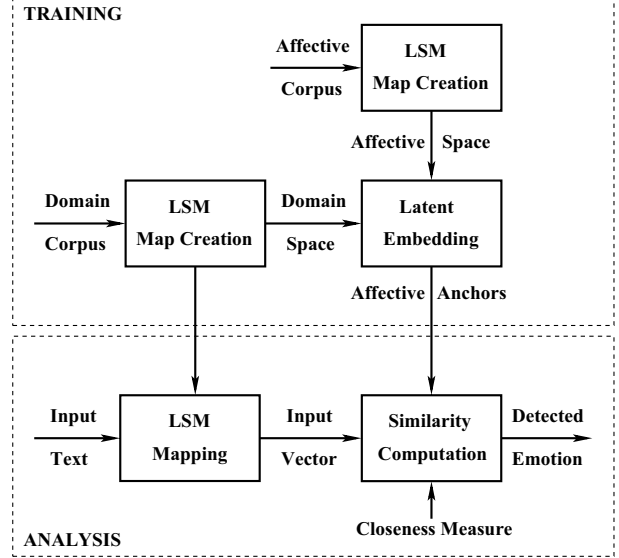 TRAINING
Affective
Corpus
LSM
Map Creation
Affective Space
Domain
Corpus
LSM
Map Creation
Domain
Space
Latent
Embedding
Affective Anchors
Input
Text
LSM
Mapping
Input
Vector
Similarity
Computation
Detected
Emotion
Closeness Measure
ANALYSIS